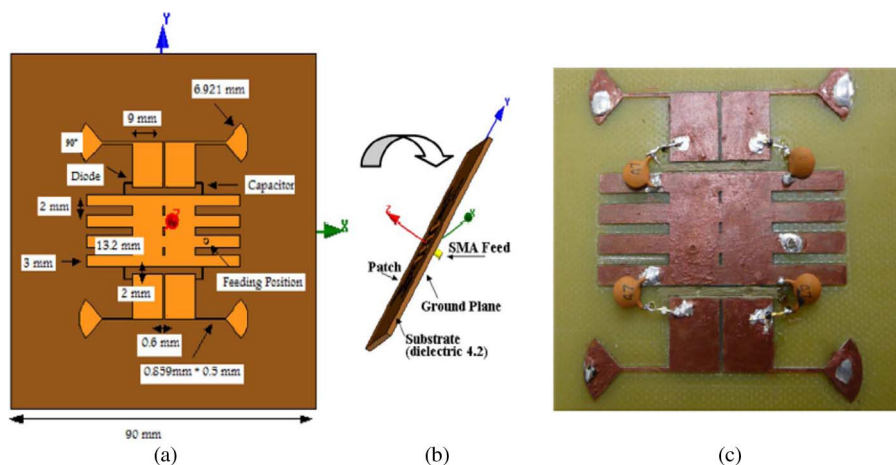 Y
6.921 mm
9 mm
90°
Diode
Capacitor
2 mm
Z
X
13.2 mm
3 mm
Feeding Position
2 mm
0.6 mm
0.859mm * 0.5 mm
90 mm
(a)
Y
Z
X
SMA Feed
Patch
Ground Plane
Substrate
(dielectric 4.2)
(b)
47
47
(c)